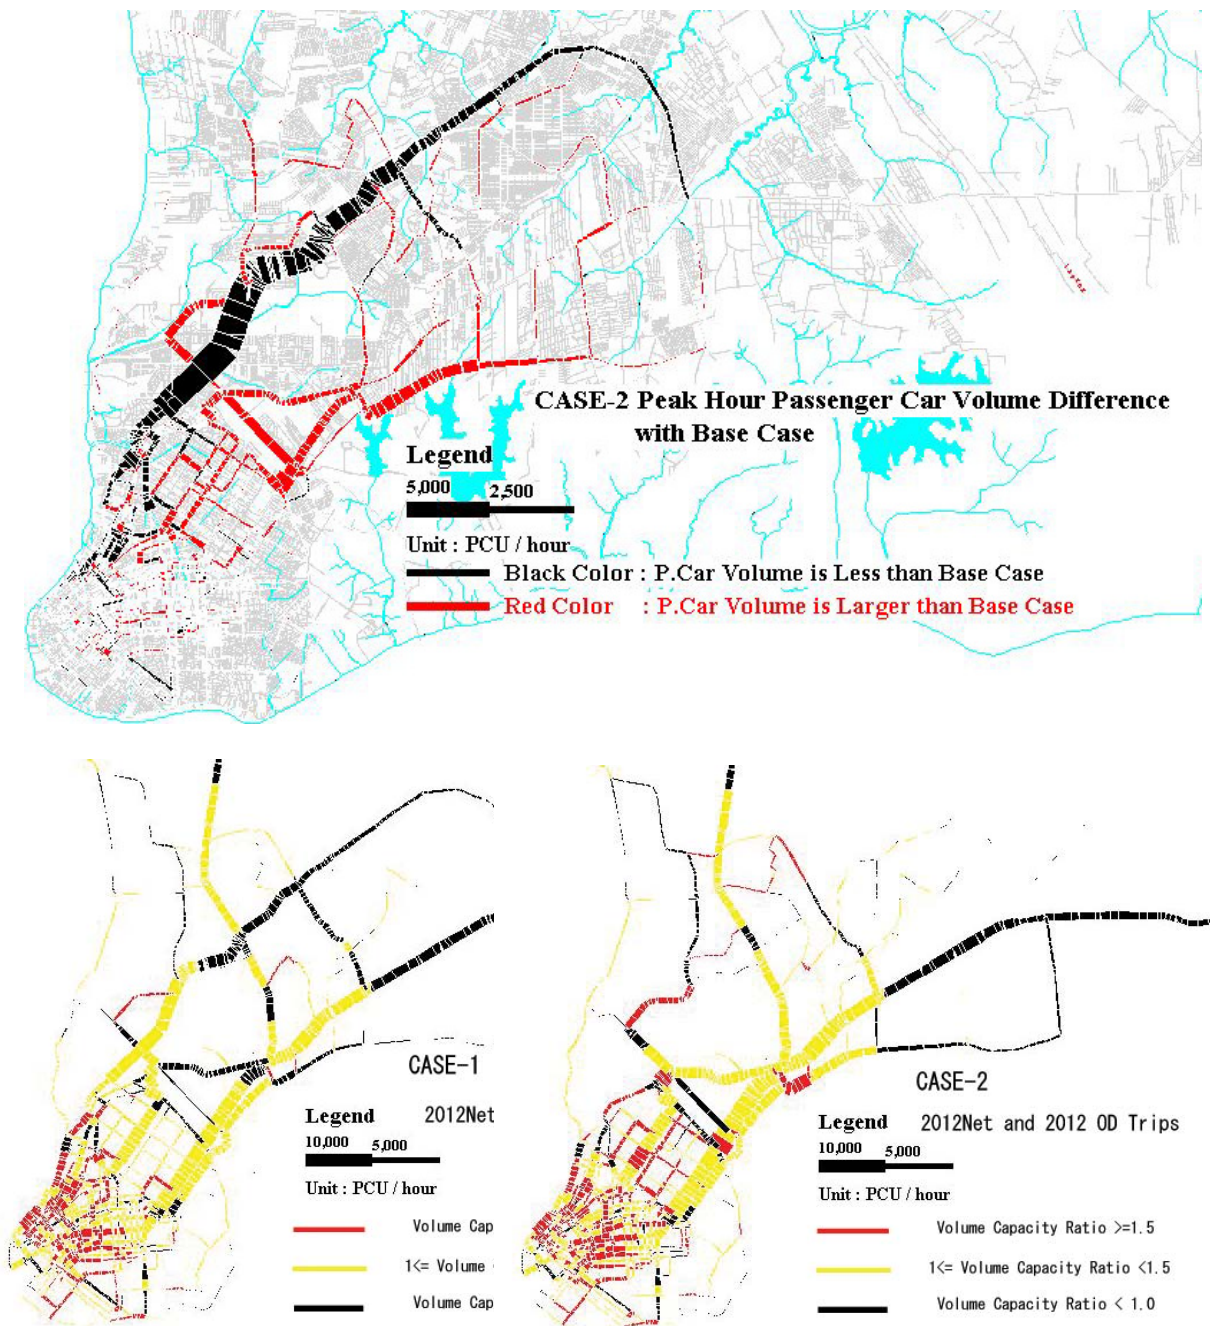 CASE-2 Peak Hour Passenger Car Volume Difference
with Base Case
Legend
5,000 2,500
Unit : PCU / hour
Black Color : P.Car Volume is Less than Base Case
Red Color : P.Car Volume is Larger than Base Case
CASE-1
2012Net
Legend
10,000 5,000
Unit : PCU / hour
Volume Cap
1<= Volume
Volume Cap
CASE-2
2012Net and 2012 OD Trips
Legend
10,000 5,000
Unit : PCU / hour
Volume Capacity Ratio >=1.5
1<= Volume Capacity Ratio <1.5
Volume Capacity Ratio < 1.0